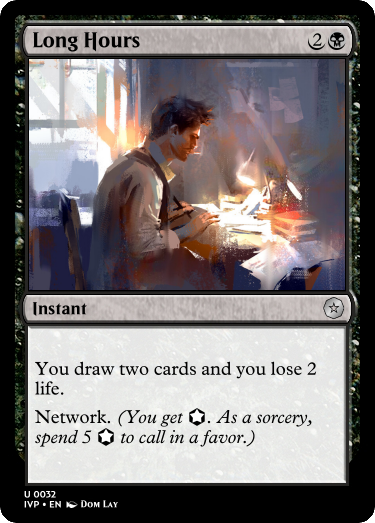 Long Hours 2
Instant
You draw two cards and you lose 2
life.
Network. (You get . As a sorcery,
spend 5 to call in a favor.)
U 0032
IVP • EN Dom Lay